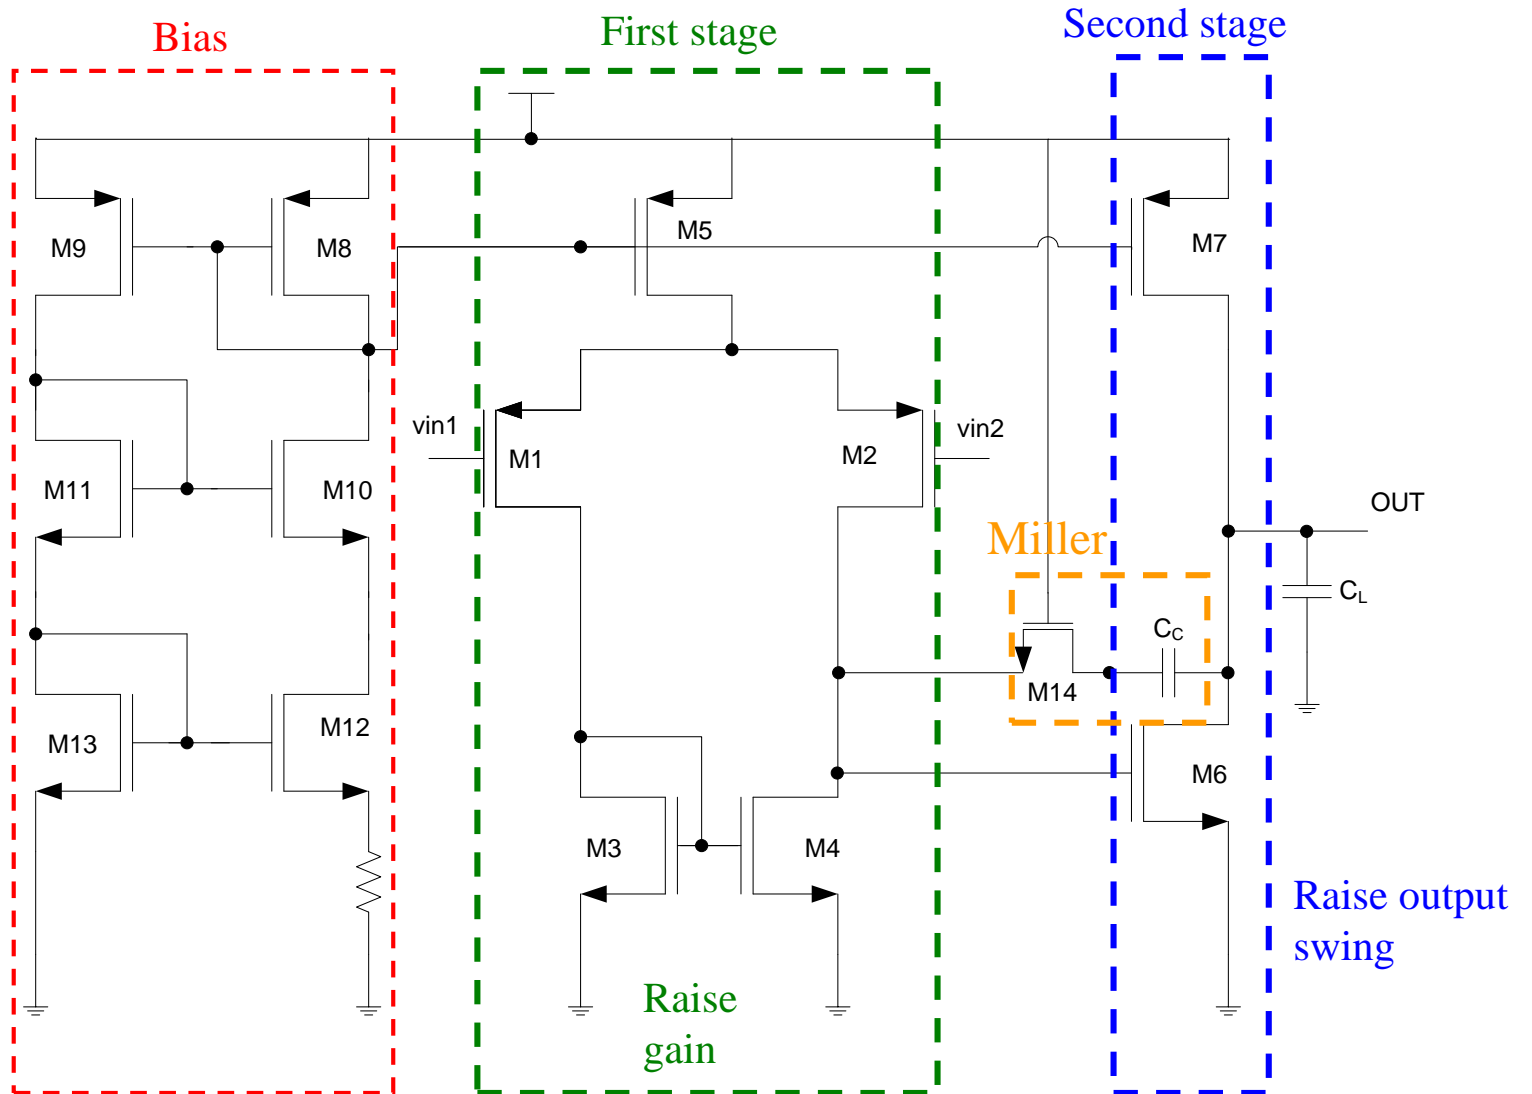 Bias
First stage
Second stage
M9
M8
M5
M7
vin1
M1
M2
vin2
M11
M10
OUT
Miller
CL
CC
M14
M13
M12
M6
M3
M4
Raise output
swing
Raise
gain